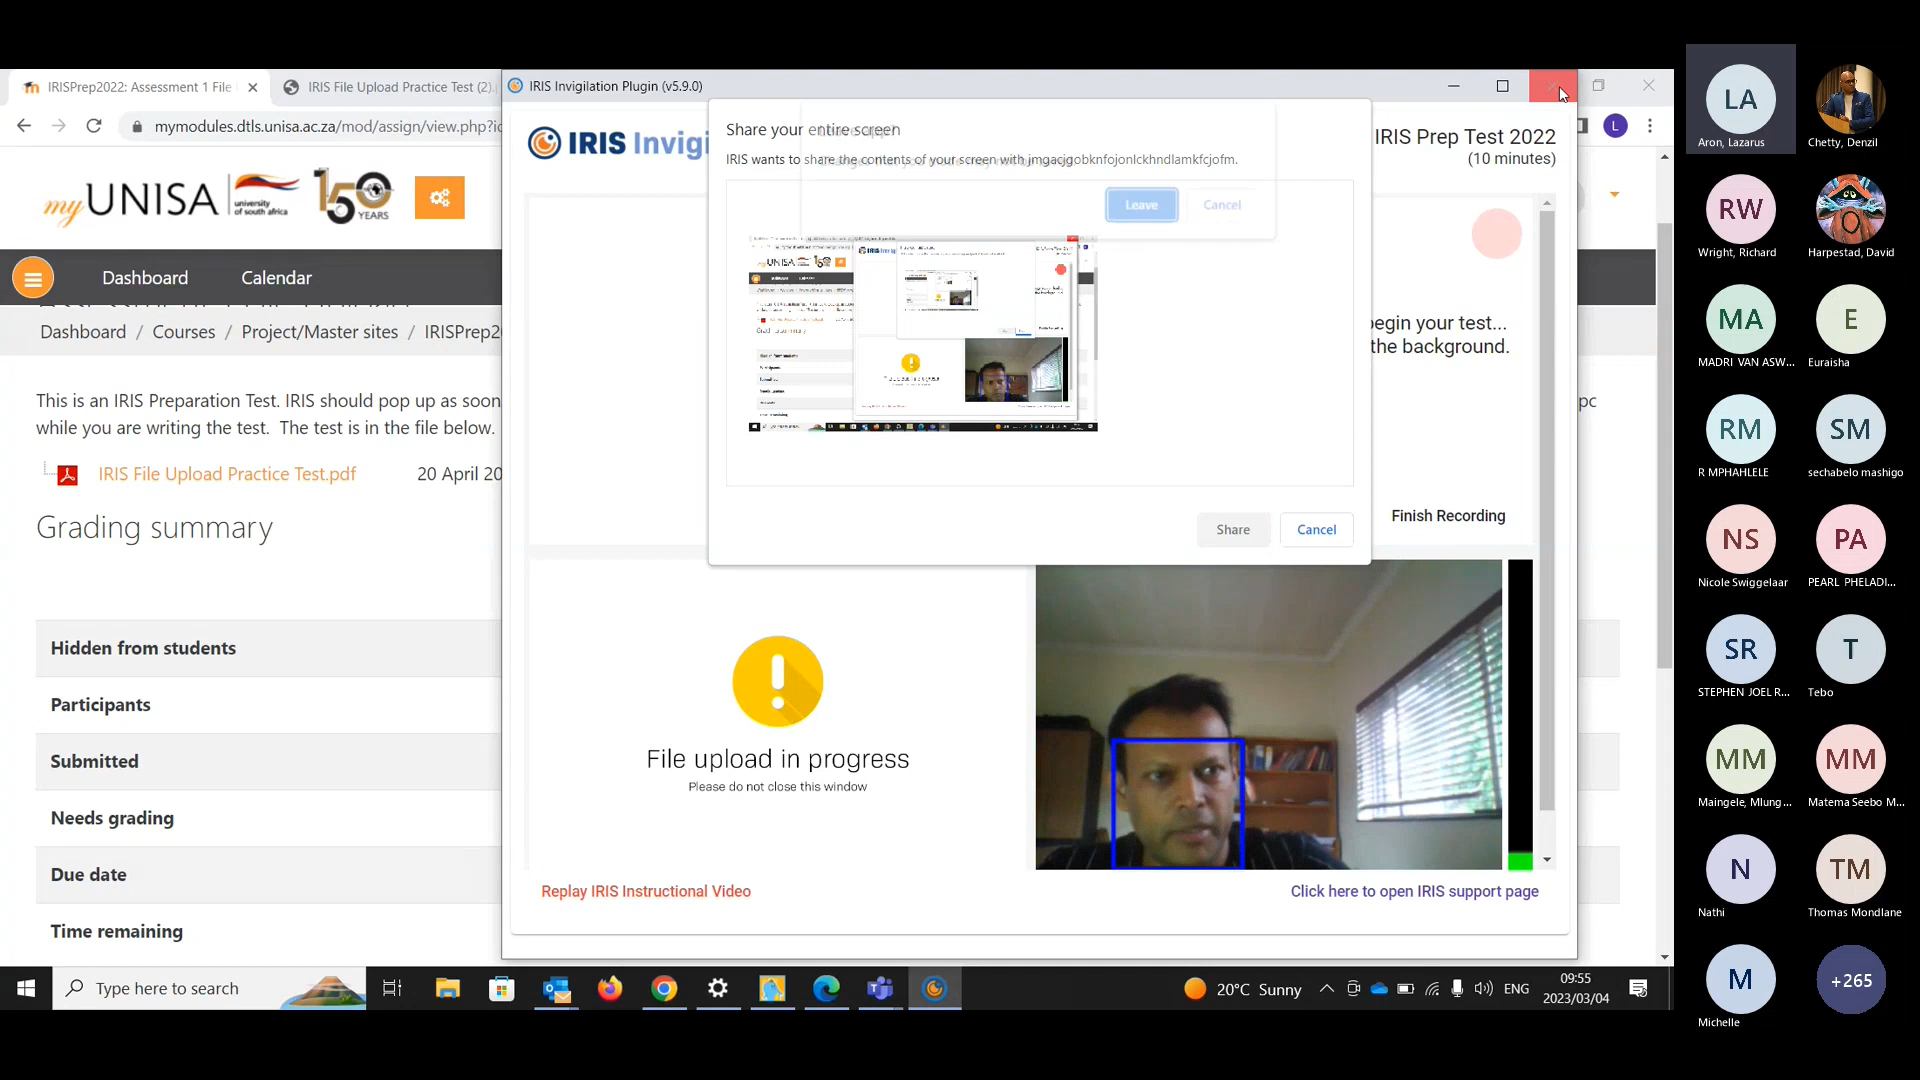 IRISPrep2022: Assessment 1 File
IRIS File Upload Practice Test (2).
mymodules.dtls.unisa.ac.za/mod/assign/view.php?id
L
myUNISA
university
of south africa
150
YEARS
Dashboard
Calendar
Dashboard / Courses / Project/Master sites / IRISPrep2
This is an IRIS Preparation Test. IRIS should pop up as soon
while you are writing the test. The test is in the file below.
pc
IRIS File Upload Practice Test.pdf
20 April 20
Grading summary
Hidden from students
Participants
Submitted
Needs grading
Due date
Time remaining
IRIS Invigilation Plugin (v5.9.0)
IRIS Invigi
IRIS Prep Test 2022
(10 minutes)
Share your entire screen
IRIS wants to share the contents of your screen with jmgacjgobknfojonlckhndlamkfcjofm.
Leave
Cancel
begin your test...
the background.
Share
Cancel
Finish Recording
File upload in progress
Please do not close this window
Replay IRIS Instructional Video
Click here to open IRIS support page
Type here to search
20°C Sunny
ENG
09:55
2023/03/04
LA
Aron, Lazarus
Chetty, Denzil
RW
Wright, Richard
Harpestad, David
MA
MADRI VAN ASW...
E
Euraisha
RM
R MPHAHLELE
SM
sechabelo mashigo
NS
Nicole Swiggelaar
PA
PEARL PHELADI...
SR
STEPHEN JOEL R...
T
Tebo
MM
Maingele, Mlung...
MM
Matema Seebo M...
N
Nathi
TM
Thomas Mondlane
M
Michelle
+265